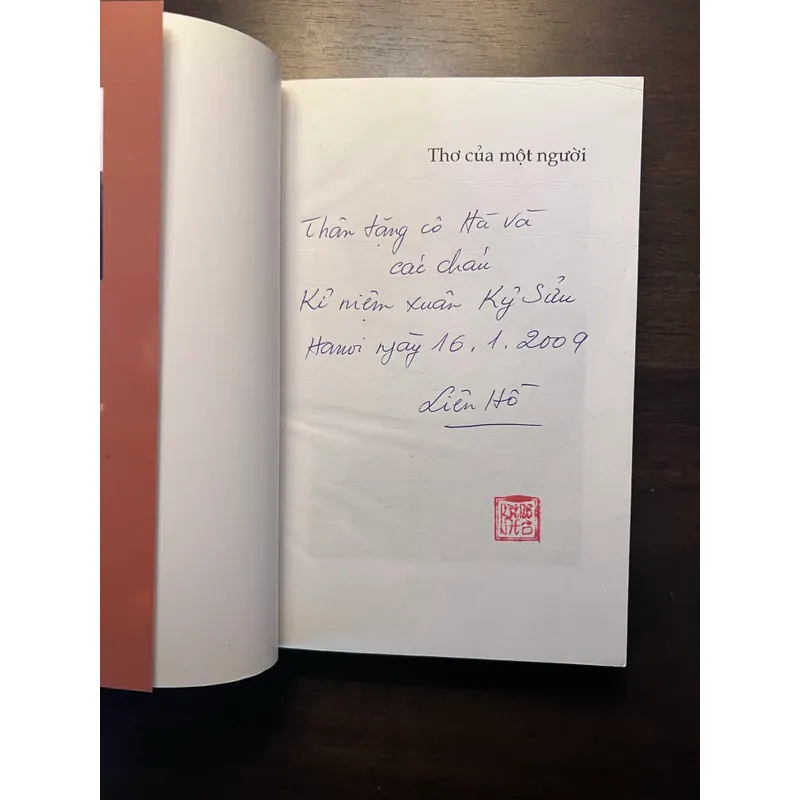 Thơ của một người
Thân tặng cô Hà và
các cháu
Kỉ niệm xuân Kỷ Sửu
Hanoi ngày 16.1.2009
Liên Hồ